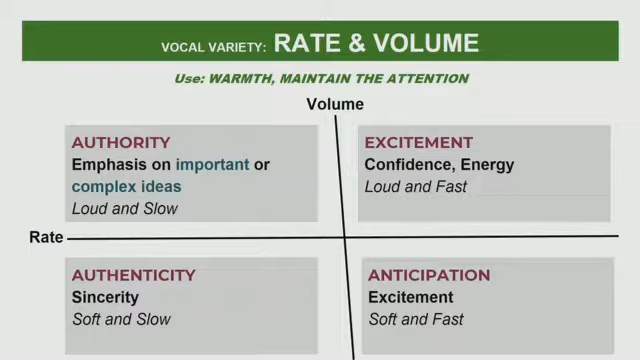 VOCAL VARIETY: RATE & VOLUME
Use: WARMTH, MAINTAIN THE ATTENTION
Volume
AUTHORITY
Emphasis on important or
complex ideas
Loud and Slow
EXCITEMENT
Confidence, Energy
Loud and Fast
Rate
AUTHENTICITY
Sincerity
Soft and Slow
ANTICIPATION
Excitement
Soft and Fast